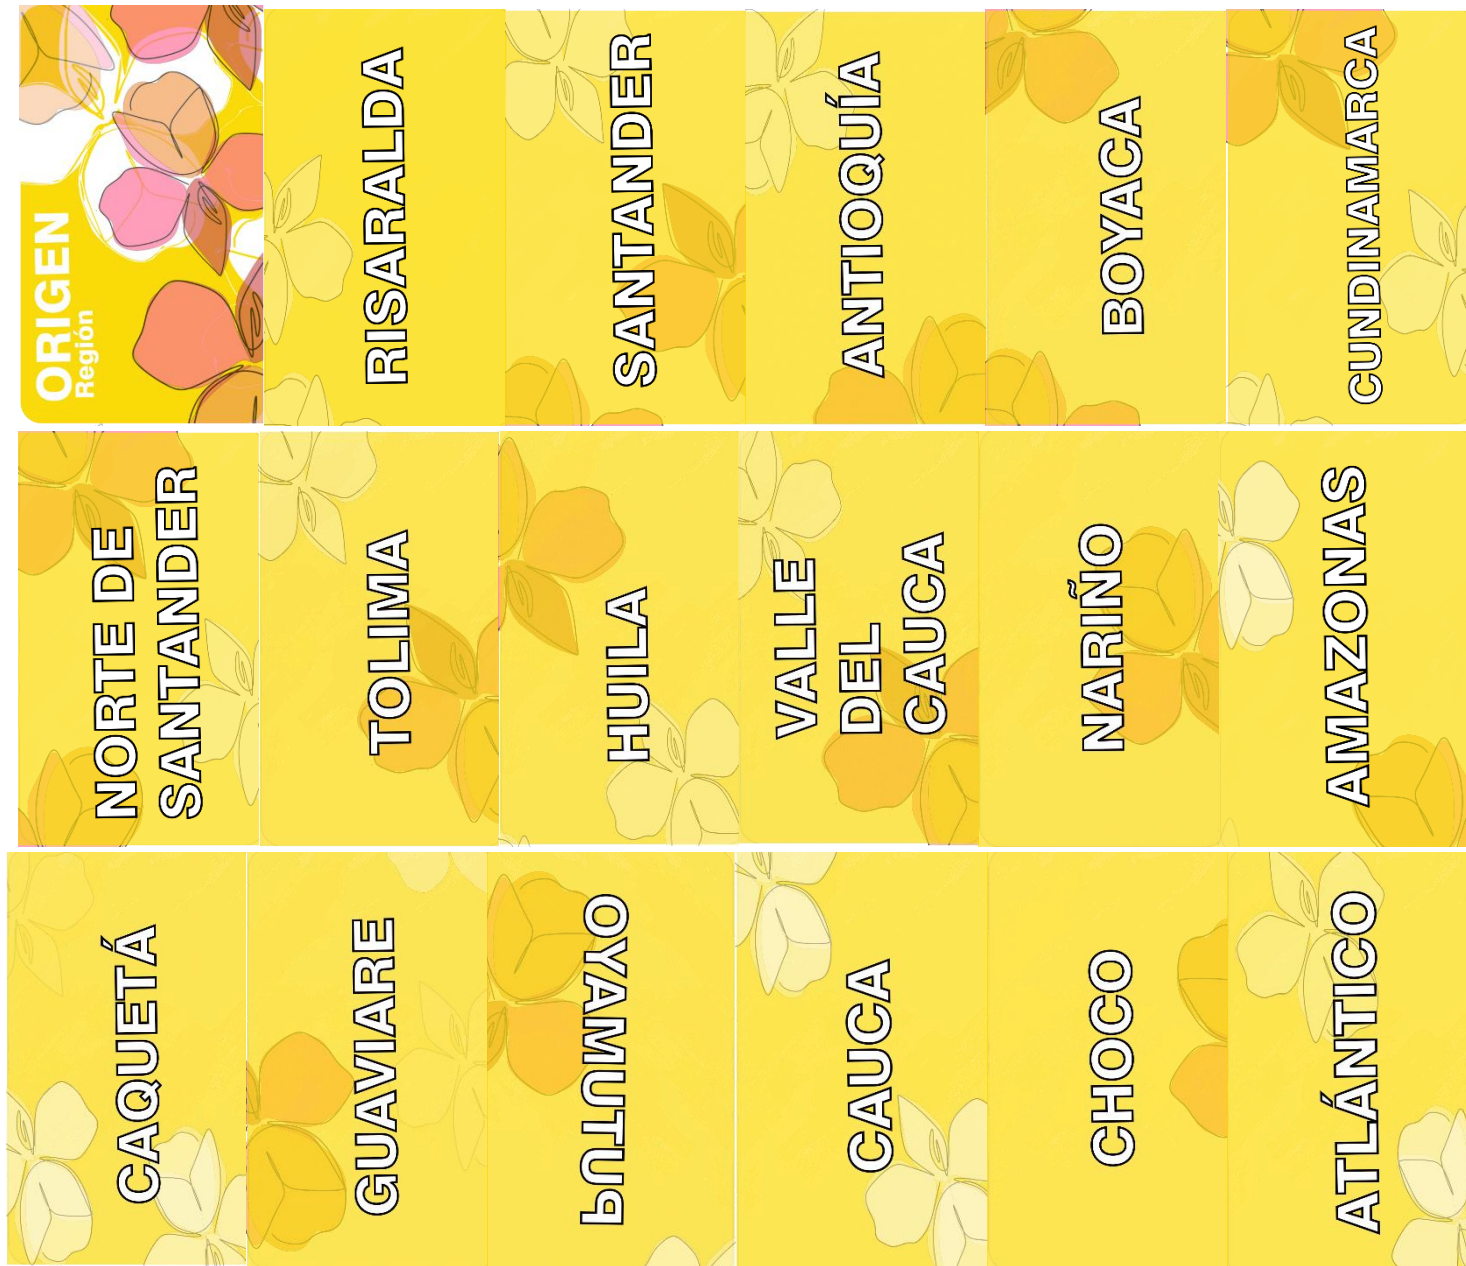 ORIGEN
Región
RISARALDA
SANTANDER
ANTIOQUÍA
BOYACA
CUNDINAMARCA
NORTE DE
SANTANDER
TOLIMA
HUILA
VALLE
DEL
CAUCA
NARIÑO
AMAZONAS
CAQUETÁ
GUAVIARE
PUTUMAYO
CAUCA
CHOCO
ATLÁNTICO